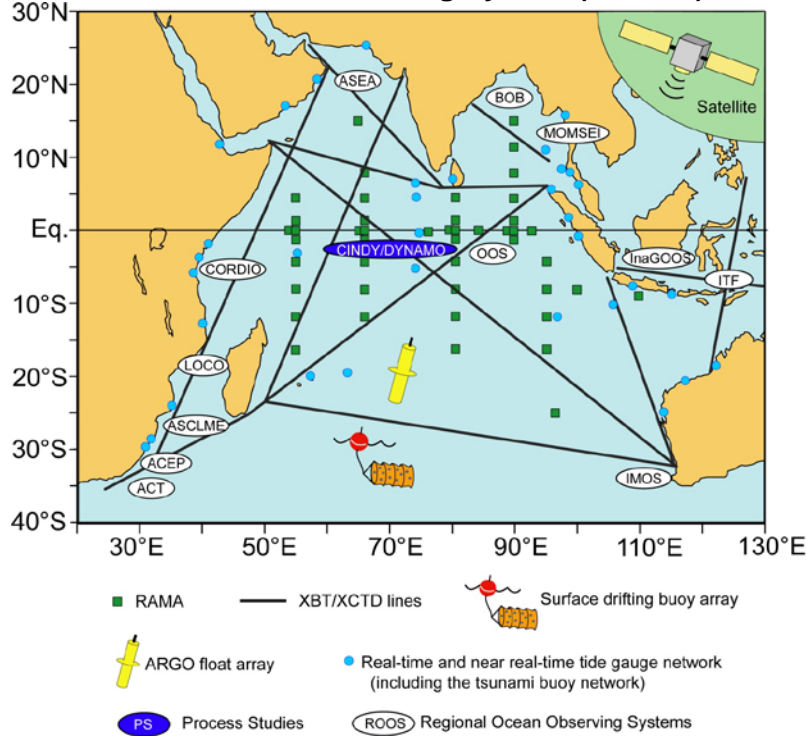 30°N
20°N
10°N
Eq.
10°S
20°S
30°S
40°S
30°E
50°E
70°E
90°E
110°E
130°E
ASEA
BOB
MOMSEI
Satellite
CINDY/DYNAMO
OOS
InaGOOS
ITF
CORDIO
LOCO
ASCLME
ACEP
ACT
IMOS
RAMA
XBT/XCTD lines
Surface drifting buoy array
ARGO float array
Real-time and near real-time tide gauge network
(including the tsunami buoy network)
PS Process Studies
ROOS Regional Ocean Observing Systems